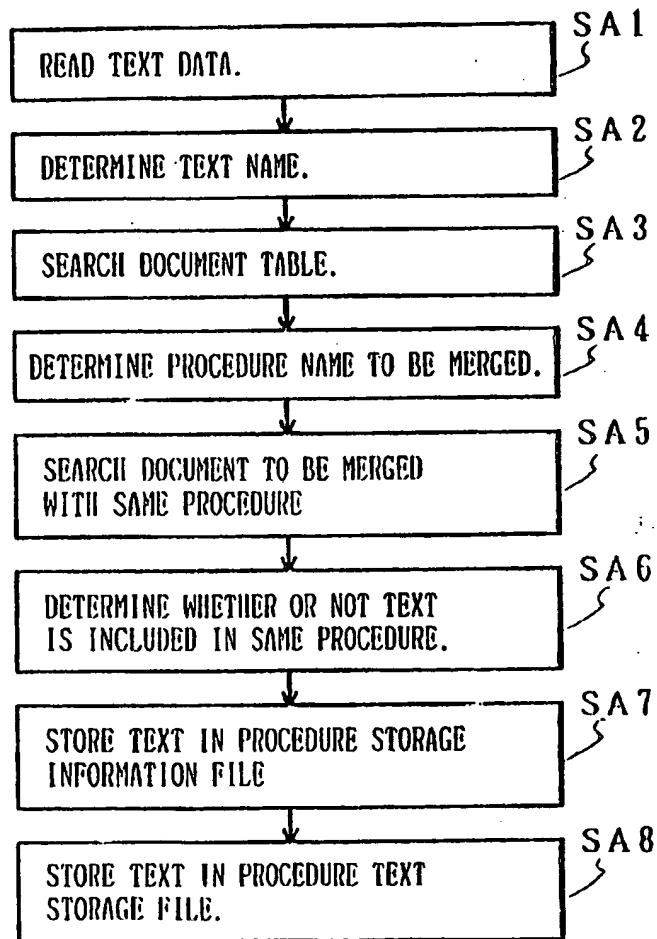 SA1
READ TEXT DATA.
SA2
DETERMINE TEXT NAME.
SA3
SEARCH DOCUMENT TABLE.
SA4
DETERMINE PROCEDURE NAME TO BE MERGED.
SA5
SEARCH DOCUMENT TO BE MERGED
WITH SAME PROCEDURE
SA6
DETERMINE WHETHER OR NOT TEXT
IS INCLUDED IN SAME PROCEDURE.
SA7
STORE TEXT IN PROCEDURE STORAGE
INFORMATION FILE
SA8
STORE TEXT IN PROCEDURE TEXT
STORAGE FILE.